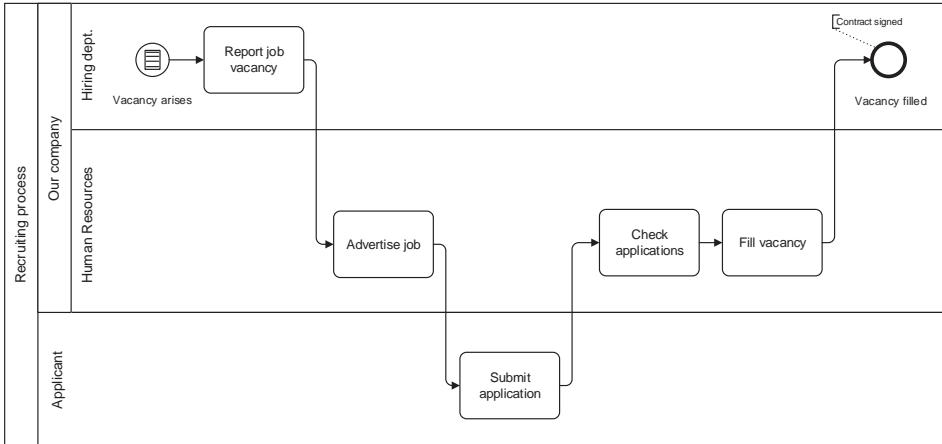 Recruiting process
Our company
Hiring dept.
Vacancy arises
Report job
vacancy
Contract signed
Vacancy filled
Human Resources
Advertise job
Check
applications
Fill vacancy
Applicant
Submit
application